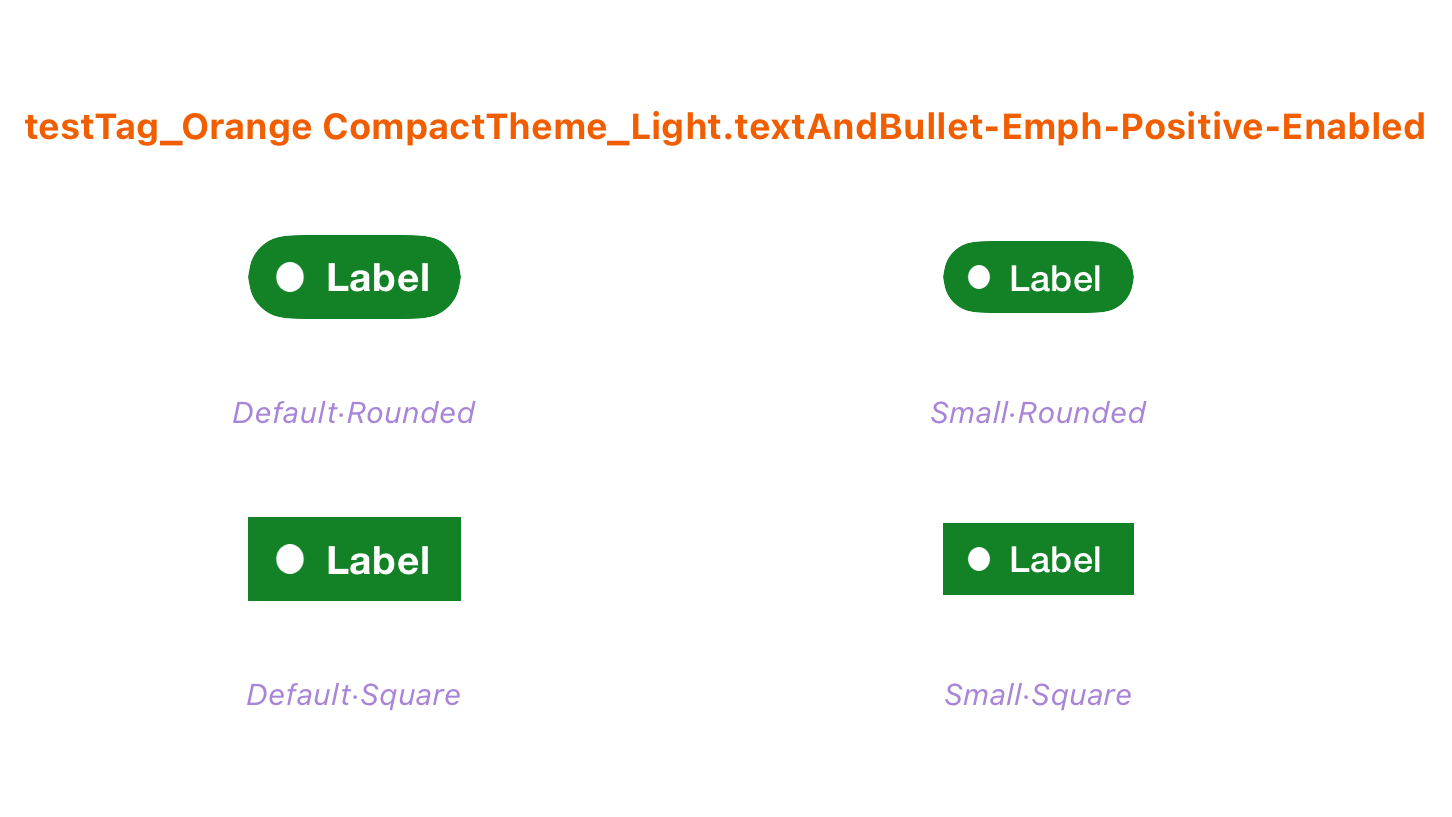 testTag_Orange CompactTheme_Light.textAndBullet-Emph-Positive-Enabled
Label
Label
Default·Rounded
Small·Rounded
Label
Label
Default·Square
Small·Square